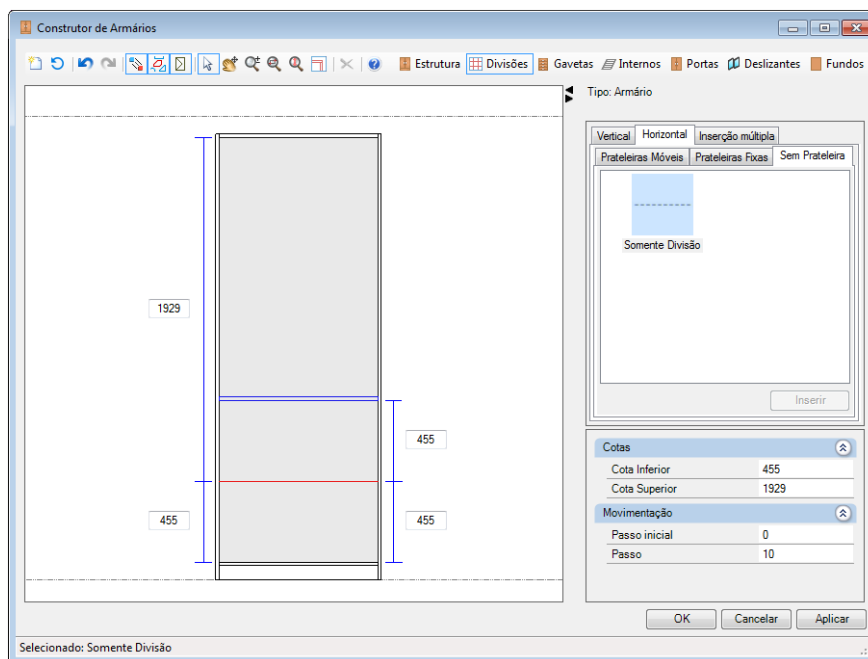 Construtor de Armários
Estrutura Divisões Gavetas Internos Portas Deslizantes Fundos
Tipo: Armário
Vertical Horizontal Inserção múltipla
Prateleiras Móveis Prateleiras Fixas Sem Prateleira
Somente Divisão
Inserir
1929
455
455
455
Cotas
Cota Inferior 455
Cota Superior 1929
Movimentação
Passo inicial 0
Passo 10
OK Cancelar Aplicar
Selecionado: Somente Divisão